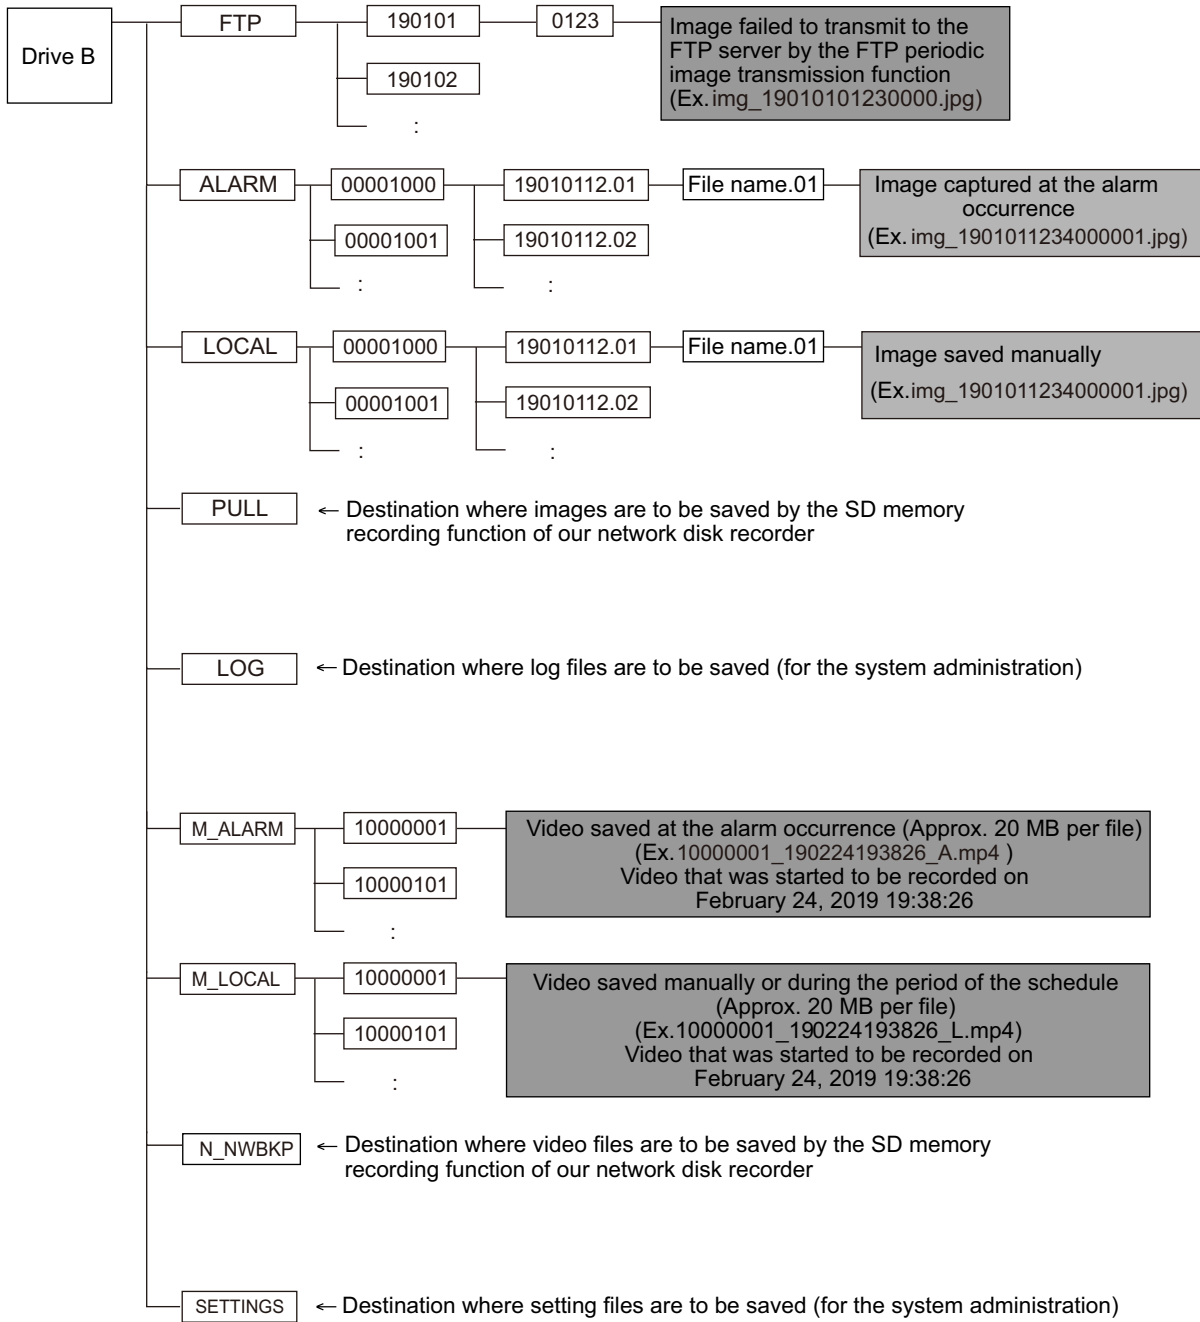 Drive B
FTP
190101
0123
Image failed to transmit to the
FTP server by the FTP periodic
image transmission function
(Ex.img_19010101230000.jpg)
190102
:
ALARM
00001000
19010112.01
File name.01
Image captured at the alarm
occurrence
(Ex.img_1901011234000001.jpg)
00001001
19010112.02
:
:
LOCAL
00001000
19010112.01
File name.01
Image saved manually
(Ex.img_1901011234000001.jpg)
00001001
19010112.02
:
:
PULL
← Destination where images are to be saved by the SD memory
recording function of our network disk recorder
LOG
← Destination where log files are to be saved (for the system administration)
M_ALARM
10000001
Video saved at the alarm occurrence (Approx. 20 MB per file)
(Ex.10000001_190224193826_A.mp4 )
Video that was started to be recorded on
February 24, 2019 19:38:26
10000101
:
M_LOCAL
10000001
Video saved manually or during the period of the schedule
(Approx. 20 MB per file)
(Ex.10000001_190224193826_L.mp4)
Video that was started to be recorded on
February 24, 2019 19:38:26
10000101
:
N_NWBKP
← Destination where video files are to be saved by the SD memory
recording function of our network disk recorder
SETTINGS
← Destination where setting files are to be saved (for the system administration)